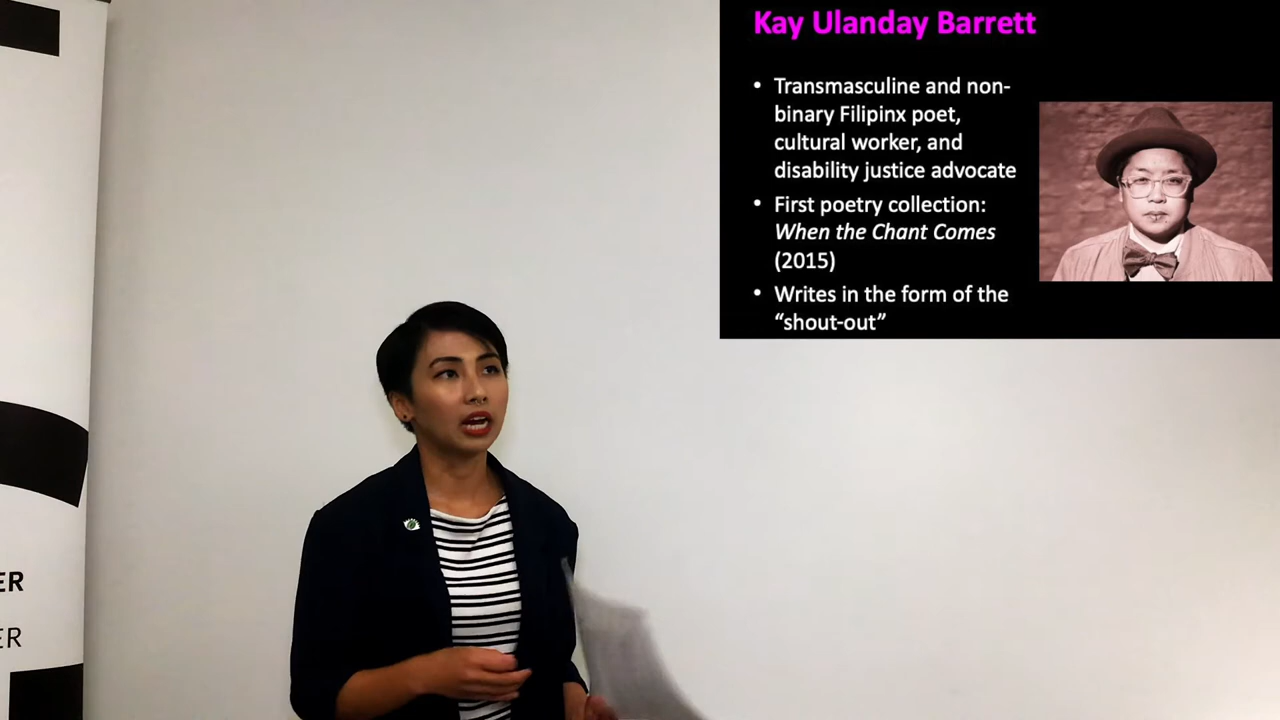 Kay Ulanday Barrett
• Transmasculine and non-
binary Filipinx poet,
cultural worker, and
disability justice advocate
• First poetry collection:
When the Chant Comes
(2015)
• Writes in the form of the
“shout-out”
ER
ER